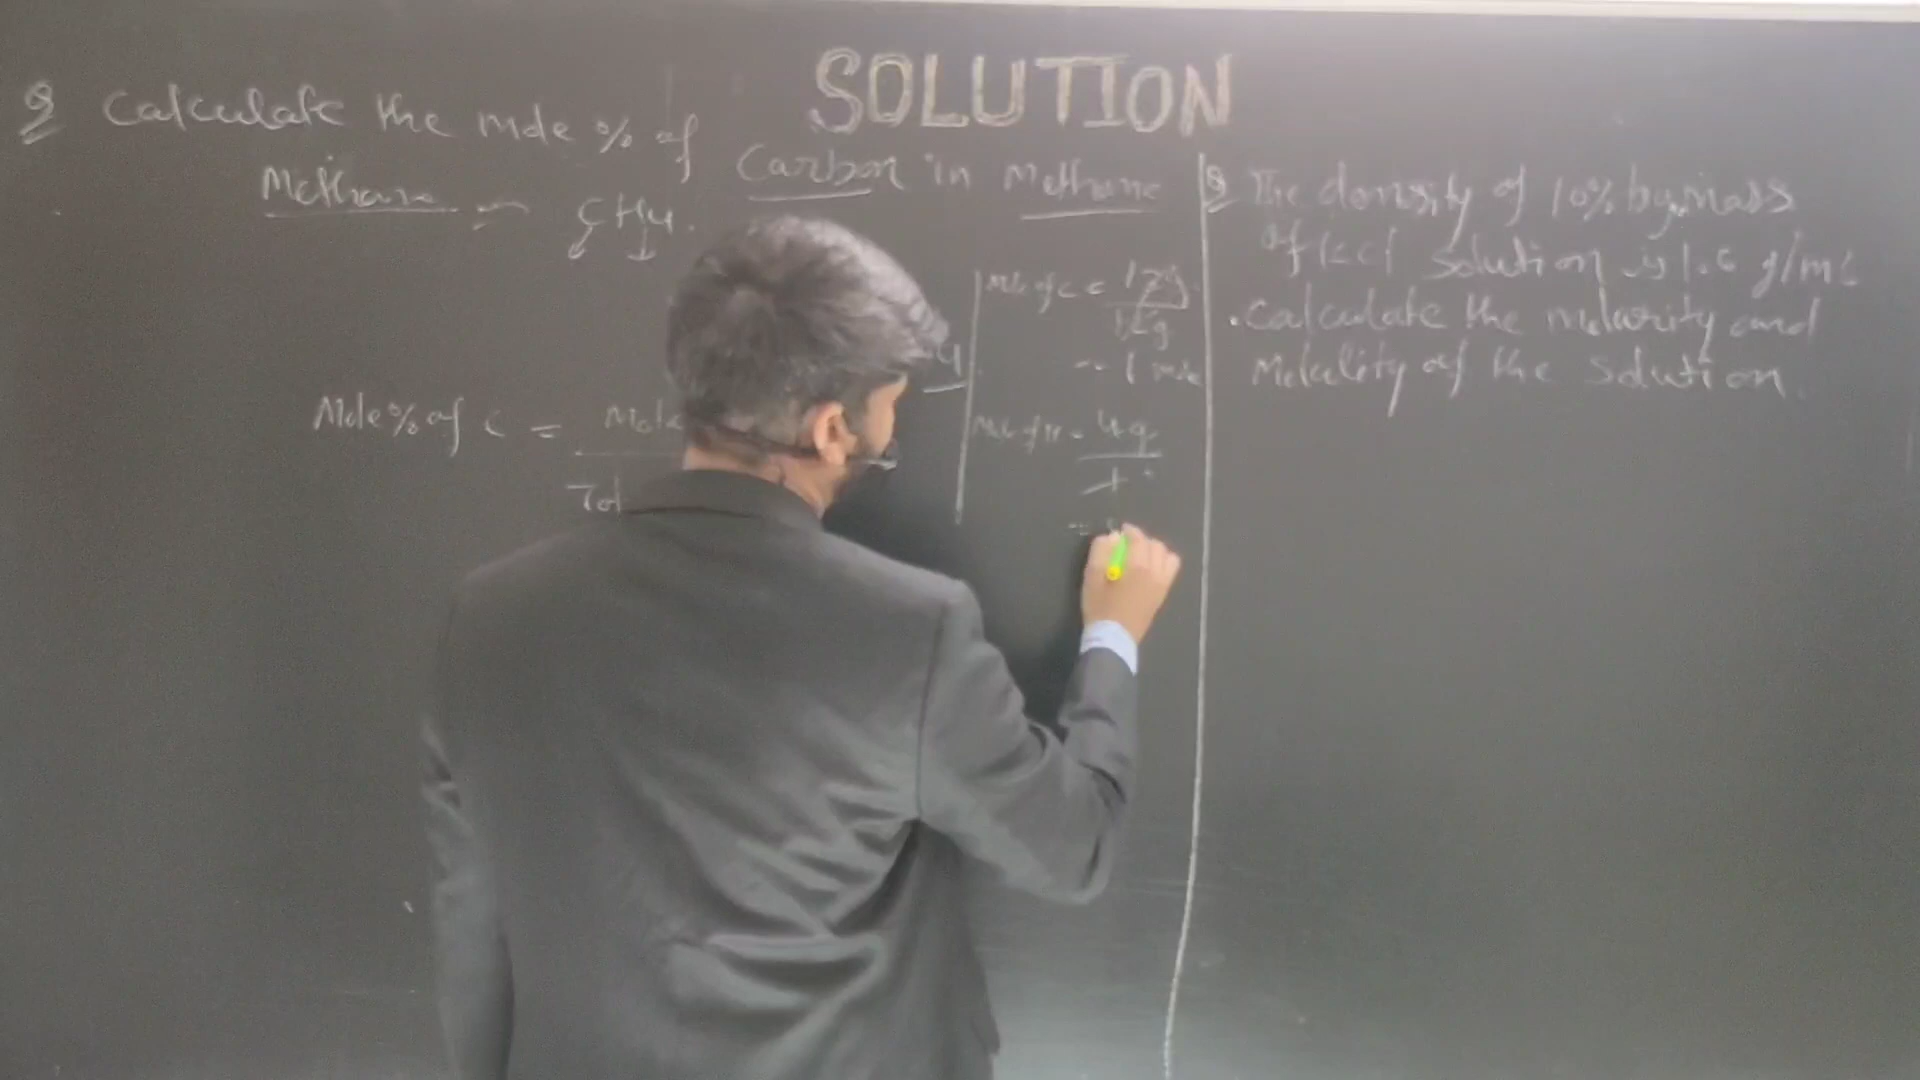 SOLUTION
Q Calculate the mole % of Carbon in Methane
Methane CH4.
Mole % of C = Mole
Tot
4
Mole of C = 12g
12g
= 1 mole
Mole of H = 4g
1
=
Q The density of 10% by mass
of KCl solution is 1.6 g/mL
. Calculate the molarity and
Molality of the solution.